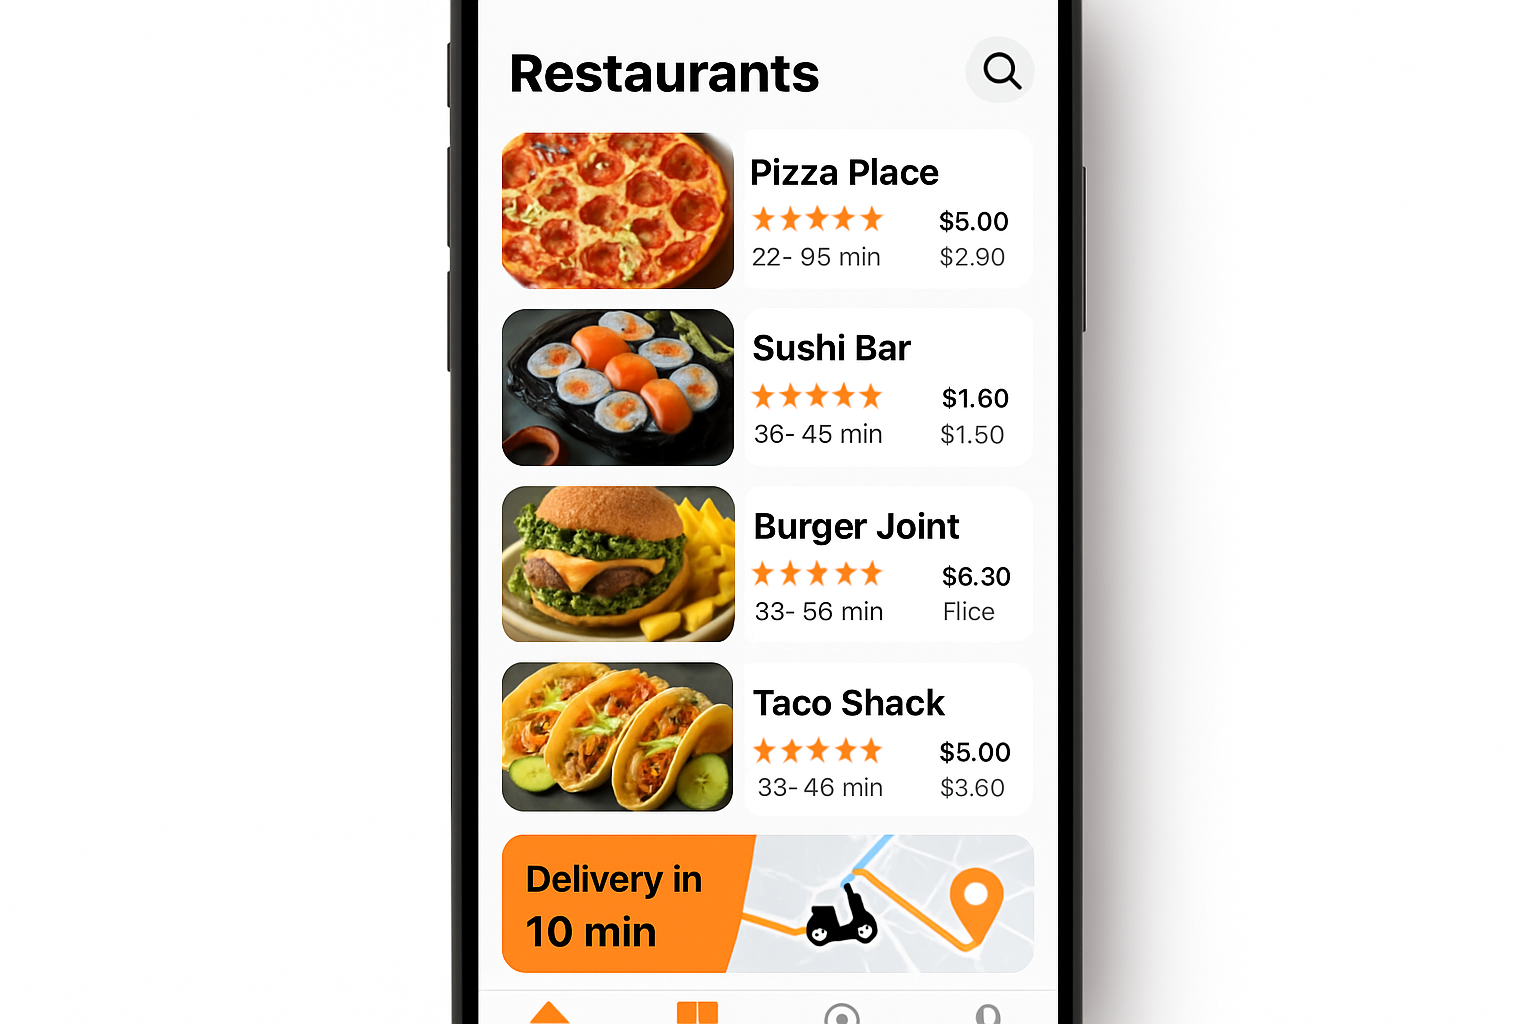 Restaurants
Pizza Place
$5.00
22- 95 min
$2.90
Sushi Bar
$1.60
36- 45 min
$1.50
Burger Joint
$6.30
33- 56 min
Flice
Taco Shack
$5.00
33- 46 min
$3.60
Delivery in
10 min